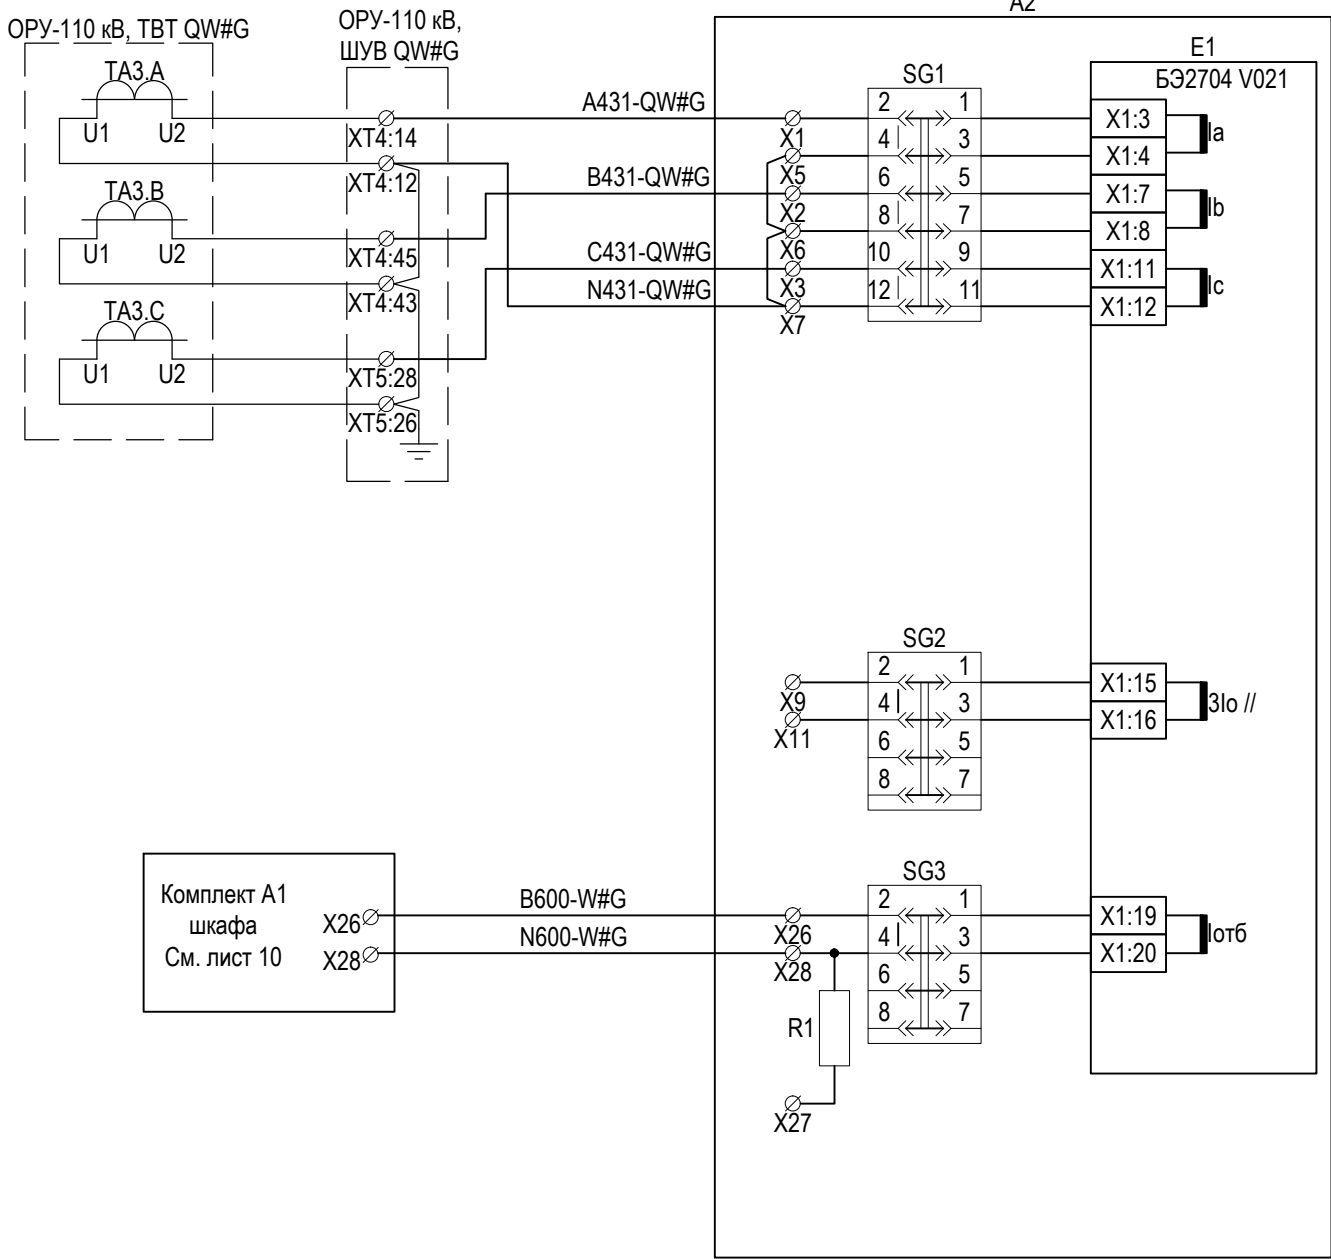 A2
ОРУ-110 кВ, ТВТ QW#G
ОРУ-110 кВ,
ШУВ QW#G
E1
БЭ2704 V021
TA3.A
U1 U2
TA3.B
U1 U2
TA3.C
U1 U2
XT4:14
XT4:12
XT4:45
XT4:43
XT5:28
XT5:26
A431-QW#G
B431-QW#G
C431-QW#G
N431-QW#G
X1
X5
X2
X6
X3
X7
SG1
2 1
4 3
6 5
8 7
10 9
12 11
X1:3
X1:4
X1:7
X1:8
X1:11
X1:12
Ia
Ib
Ic
SG2
X9
X11
2 1
4 3
6 5
8 7
X1:15
X1:16
3Io //
Комплект А1
шкафа
См. лист 10
X26
X28
B600-W#G
N600-W#G
X26
X28
R1
X27
SG3
2 1
4 3
6 5
8 7
X1:19
X1:20
Iотб